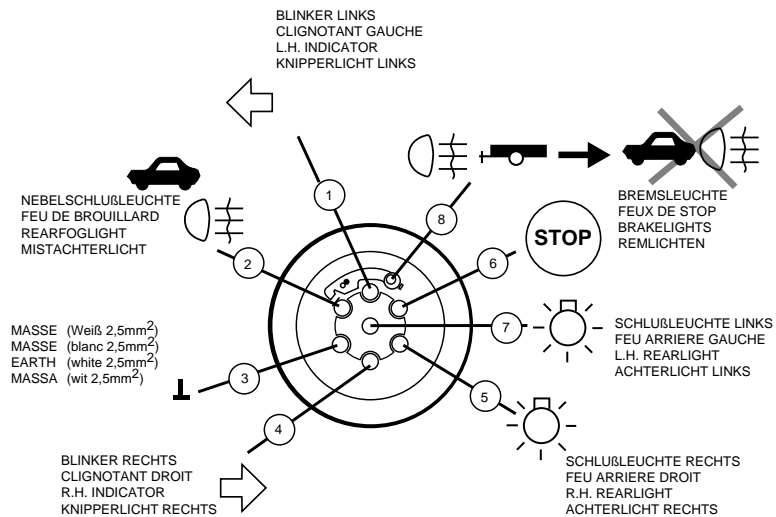 BLINKER LINKS
CLIGNOTANT GAUCHE
L.H. INDICATOR
KNIPPERLICHT LINKS
NEBELSCHLUßLEUCHTE
FEU DE BROUILLARD
REARFOGLIGHT
MISTACHTERLICHT
BREMSLEUCHTE
FEUX DE STOP
BRAKELIGHTS
REMLICHTEN
STOP
1
8
2
6
7
3
5
4
MASSE (Weiß 2,5mm²)
MASSE (blanc 2,5mm²)
EARTH (white 2,5mm²)
MASSA (wit 2,5mm²)
SCHLUßLEUCHTE LINKS
FEU ARRIERE GAUCHE
L.H. REARLIGHT
ACHTERLICHT LINKS
BLINKER RECHTS
CLIGNOTANT DROIT
R.H. INDICATOR
KNIPPERLICHT RECHTS
SCHLUßLEUCHTE RECHTS
FEU ARRIERE DROIT
R.H. REARLIGHT
ACHTERLICHT RECHTS